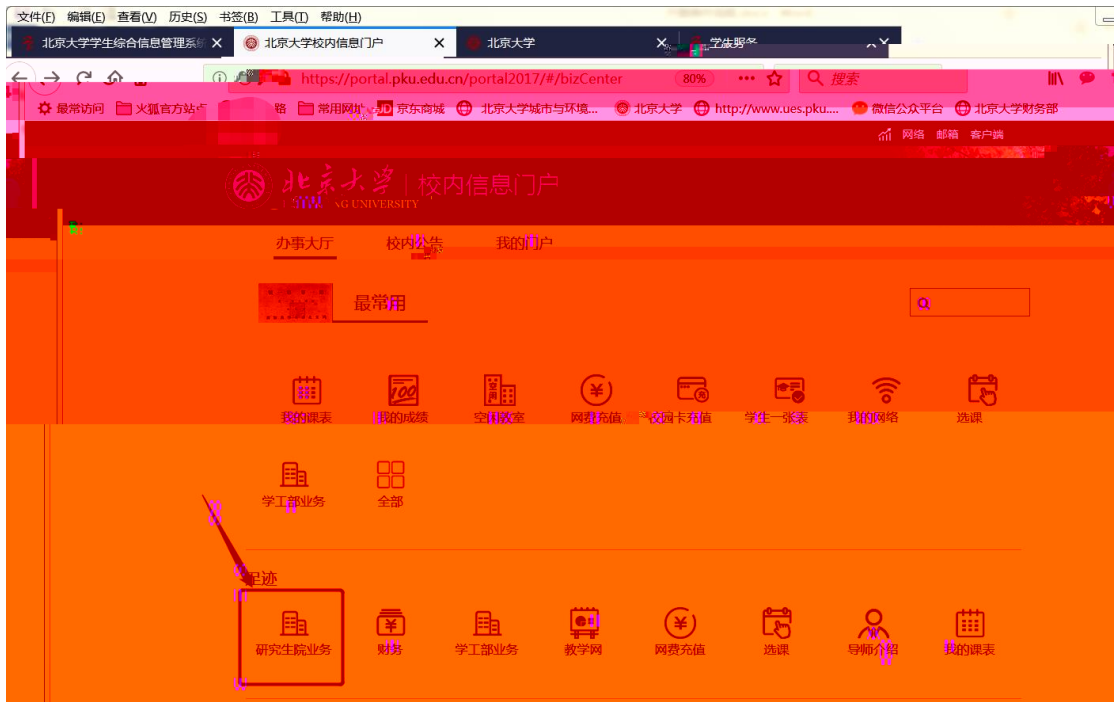 文件(F) 编辑(E) 查看(V) 历史(S) 书签(B) 工具(T) 帮助(H)
北京大学学生综合信息管理系统 北京大学校内信息门户 北京大学
https://portal.pku.edu.cn/portal2017/#/bizCenter 80% 搜索
最常访问 火狐官方站点 常用网址 JD 京东商城 北京大学城市与环境... 北京大学 http://www.ues.pku.... 微信公众平台 北京大学财务部
网络 邮箱 客户端
北京大学 校内信息门户
UNIVERSITY
办事大厅 校内公告 我的门户
最常用
我的课表 我的成绩 空闲教室 网费充值 校园卡充值 学生一张表 我的网络 选课
学工部业务 全部
足迹
研究生院业务 财务 学工部业务 教学网 网费充值 选课 导师介绍 我的课表